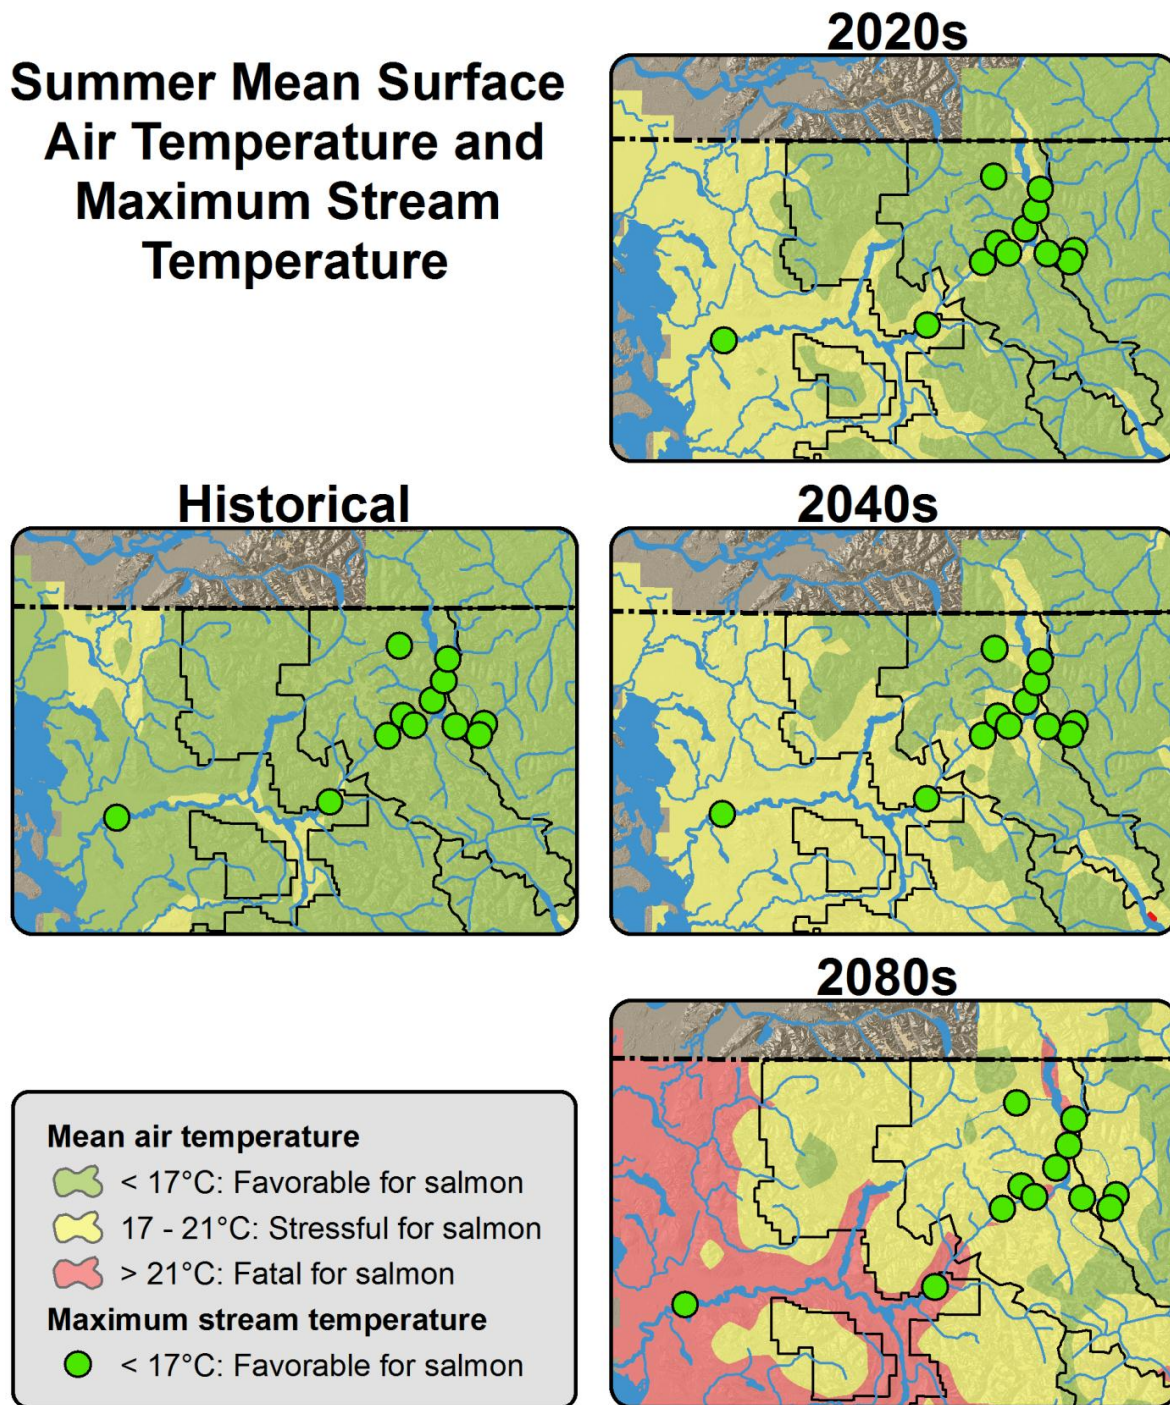 Summer Mean Surface
Air Temperature and
Maximum Stream
Temperature
2020s
Historical
2040s
2080s
Mean air temperature
< 17°C: Favorable for salmon
17 - 21°C: Stressful for salmon
> 21°C: Fatal for salmon
Maximum stream temperature
< 17°C: Favorable for salmon